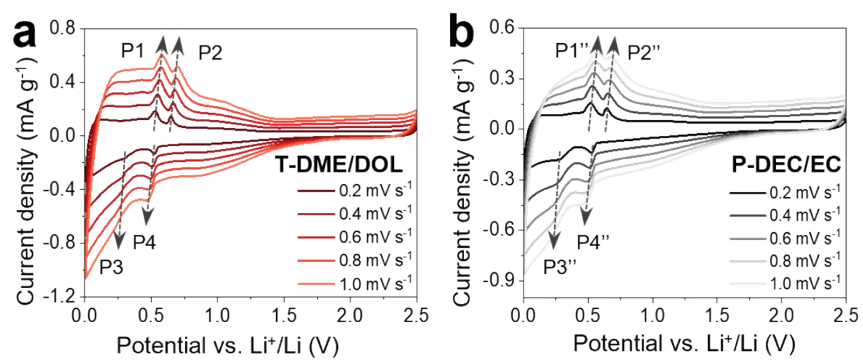 a
Current density (mA g⁻¹)
0.8
0.4
0.0
-0.4
-0.8
-1.2
P1
P2
P3
P4
T-DME/DOL
0.2 mV s⁻¹
0.4 mV s⁻¹
0.6 mV s⁻¹
0.8 mV s⁻¹
1.0 mV s⁻¹
0.0 0.5 1.0 1.5 2.0 2.5
Potential vs. Li⁺/Li (V)
b
Current density (mA g⁻¹)
0.6
0.3
0.0
-0.3
-0.6
-0.9
P1''
P2''
P3''
P4''
P-DEC/EC
0.2 mV s⁻¹
0.4 mV s⁻¹
0.6 mV s⁻¹
0.8 mV s⁻¹
1.0 mV s⁻¹
0.0 0.5 1.0 1.5 2.0 2.5
Potential vs. Li⁺/Li (V)